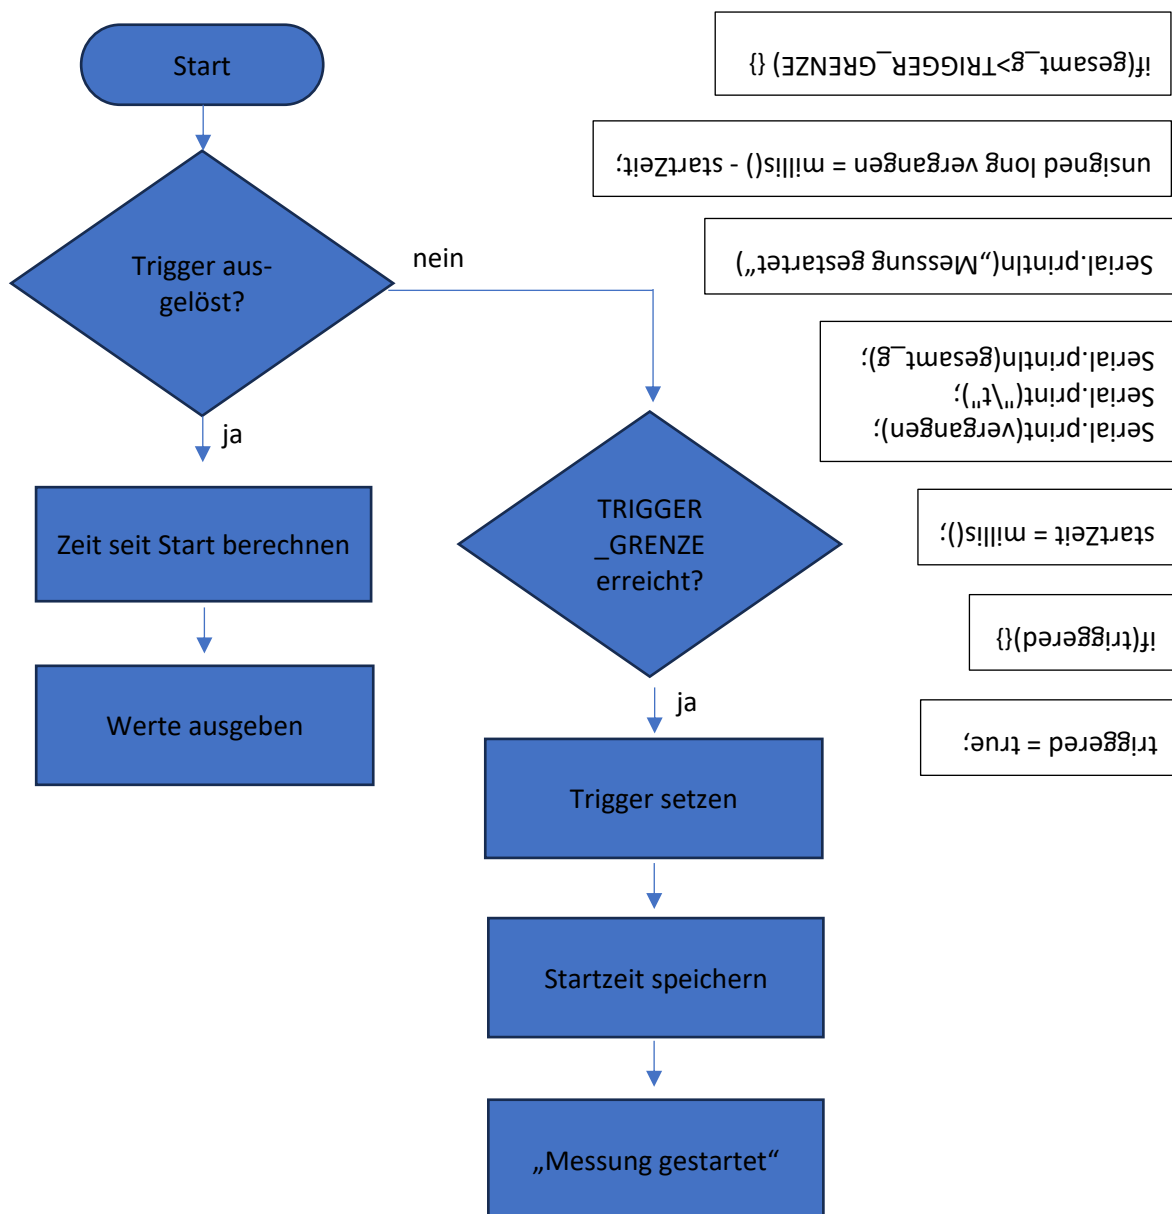 Start
Trigger aus-
gelöst?
nein
ja
Zeit seit Start berechnen
Werte ausgeben
TRIGGER
_GRENZE
erreicht?
ja
Trigger setzen
Startzeit speichern
„Messung gestartet“
if(gesamt_g>TRIGGER_GRENZE) {}
unsigned long vergangen = millis() - startZeit;
Serial.println(„Messung gestartet“)
Serial.print(vergangen);
Serial.print("\t");
Serial.println(gesamt_g);
startZeit = millis();
if(triggered){}
triggered = true;